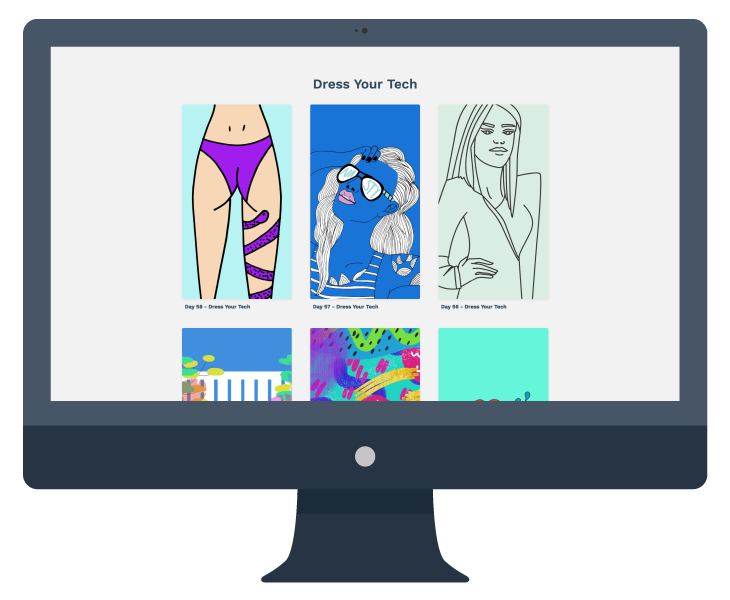 Dress Your Tech
Day 58 – Dress Your Tech
Day 57 – Dress Your Tech
Day 56 – Dress Your Tech